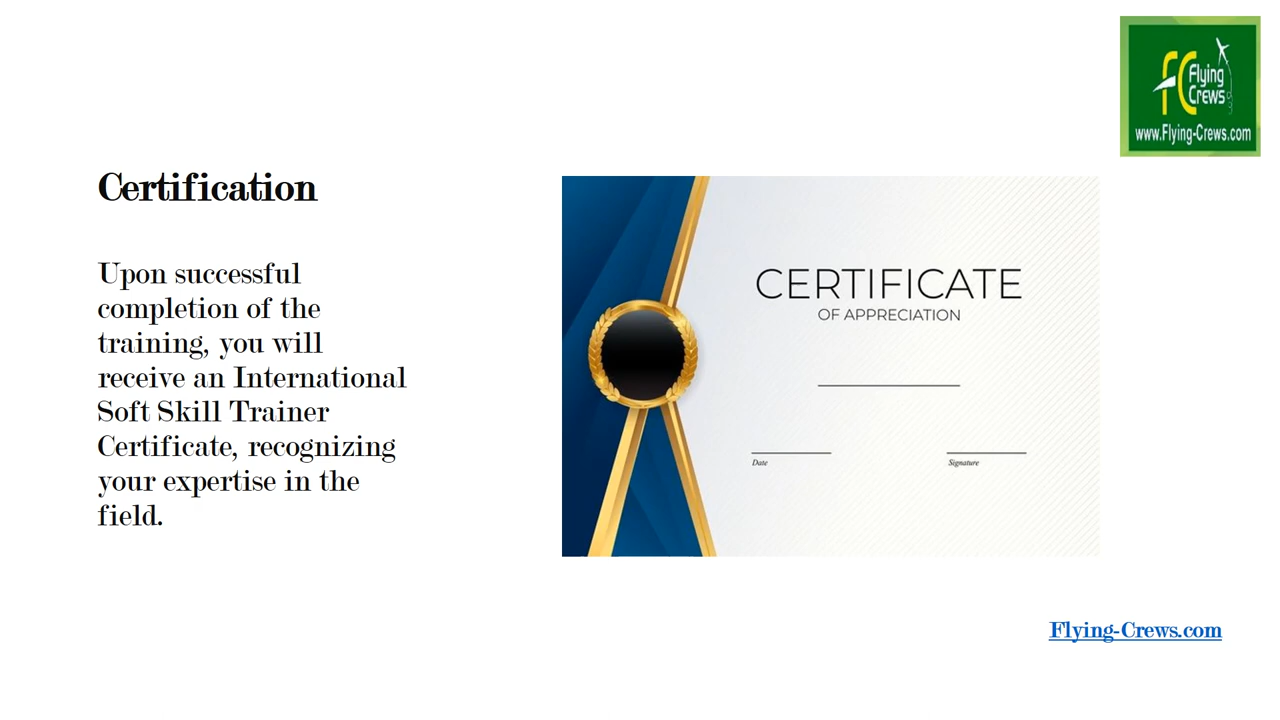 Flying
Crews
www.Flying-Crews.com
Certification
Upon successful
completion of the
training, you will
receive an International
Soft Skill Trainer
Certificate, recognizing
your expertise in the
field.
CERTIFICATE
OF APPRECIATION
Date
Signature
Flying-Crews.com